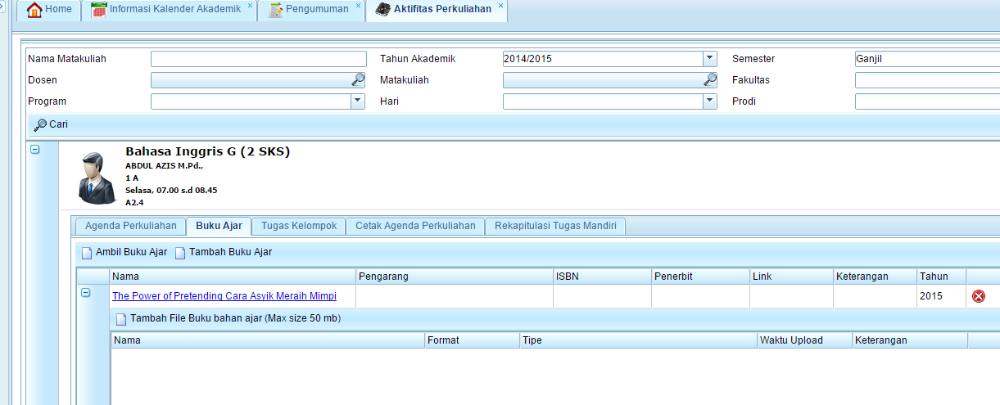 Home Informasi Kalender Akademik Pengumuman Aktifitas Perkuliahan
Nama Matakuliah Tahun Akademik 2014/2015 Semester Ganjil
Dosen Matakuliah Fakultas
Program Hari Prodi
Cari
Bahasa Inggris G (2 SKS)
ABDUL AZIS M.Pd.,
1 A
Selasa, 07.00 s.d 08.45
A2.4
Agenda Perkuliahan Buku Ajar Tugas Kelompok Cetak Agenda Perkuliahan Rekapitulasi Tugas Mandiri
Ambil Buku Ajar Tambah Buku Ajar
Nama Pengarang ISBN Penerbit Link Keterangan Tahun
The Power of Pretending Cara Asyik Meraih Mimpi 2015
Tambah File Buku bahan ajar (Max size 50 mb)
Nama Format Tipe Waktu Upload Keterangan